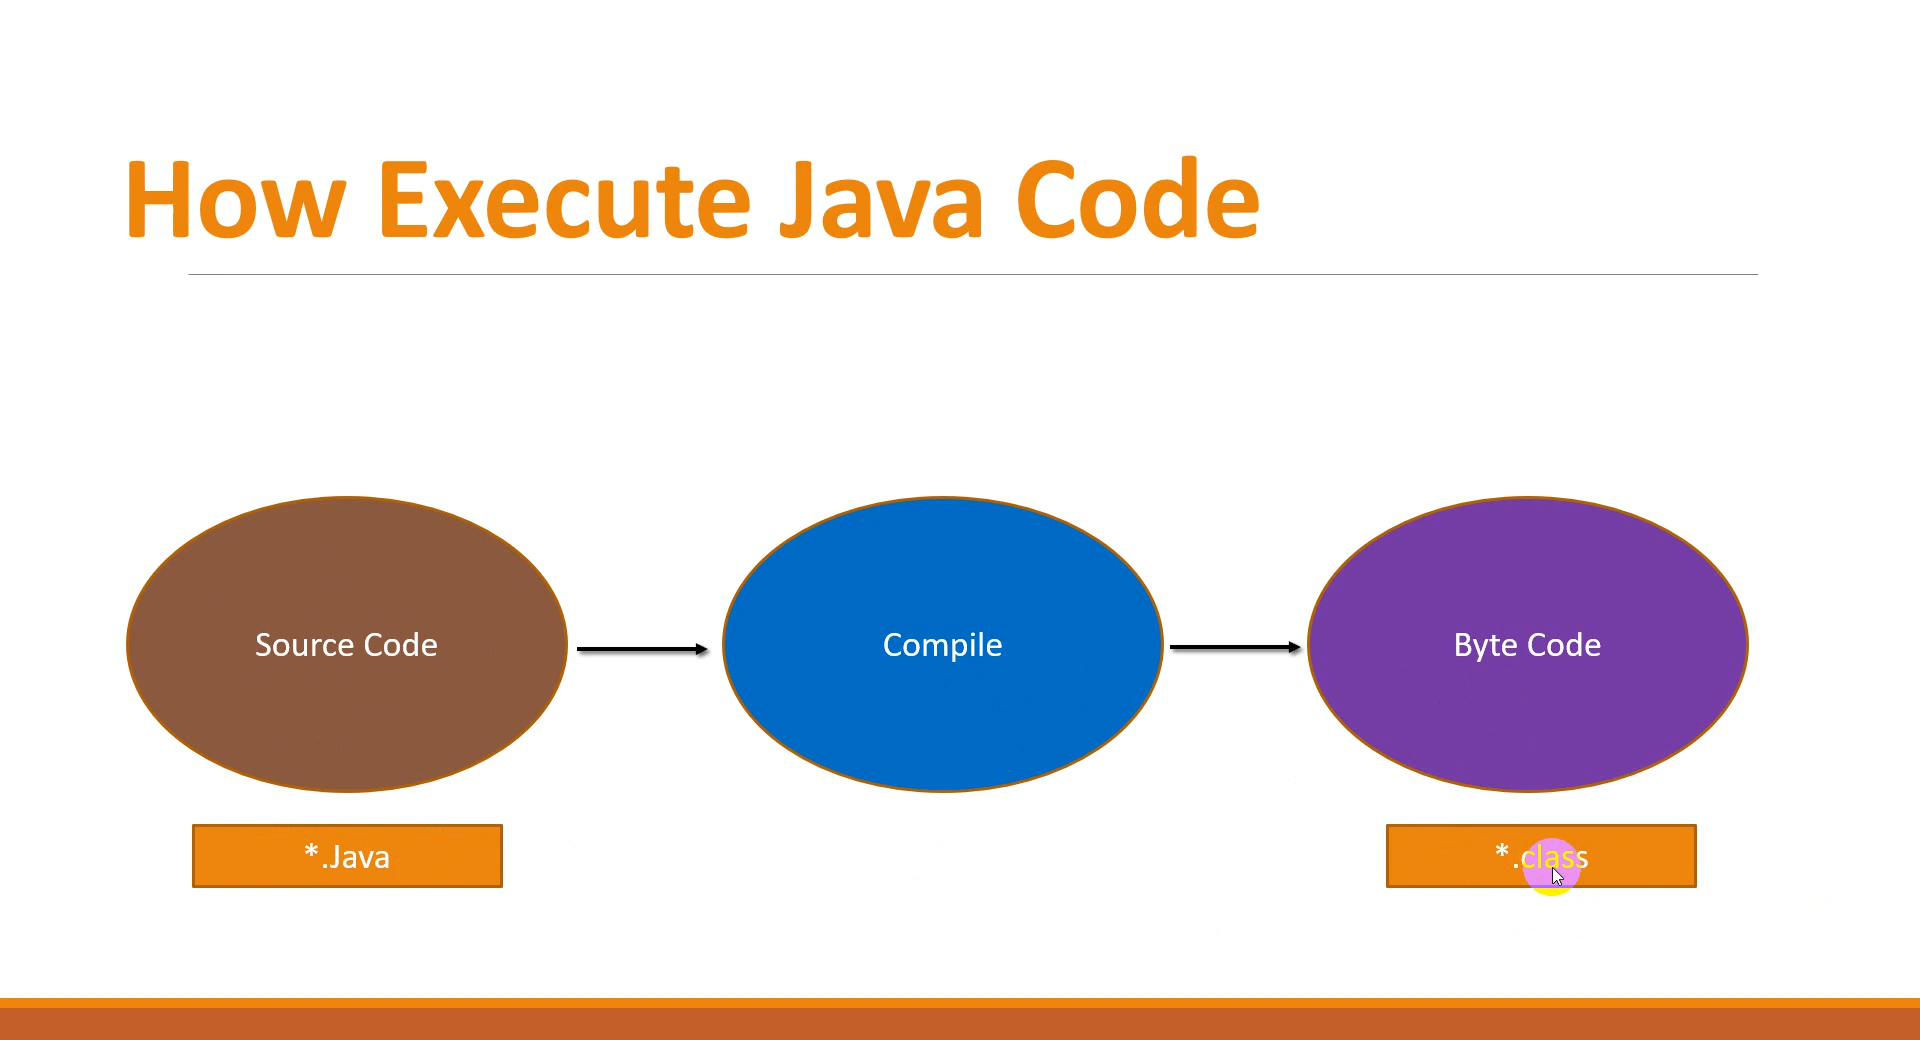 How Execute Java Code
Source Code
Compile
Byte Code
*.Java
*.class